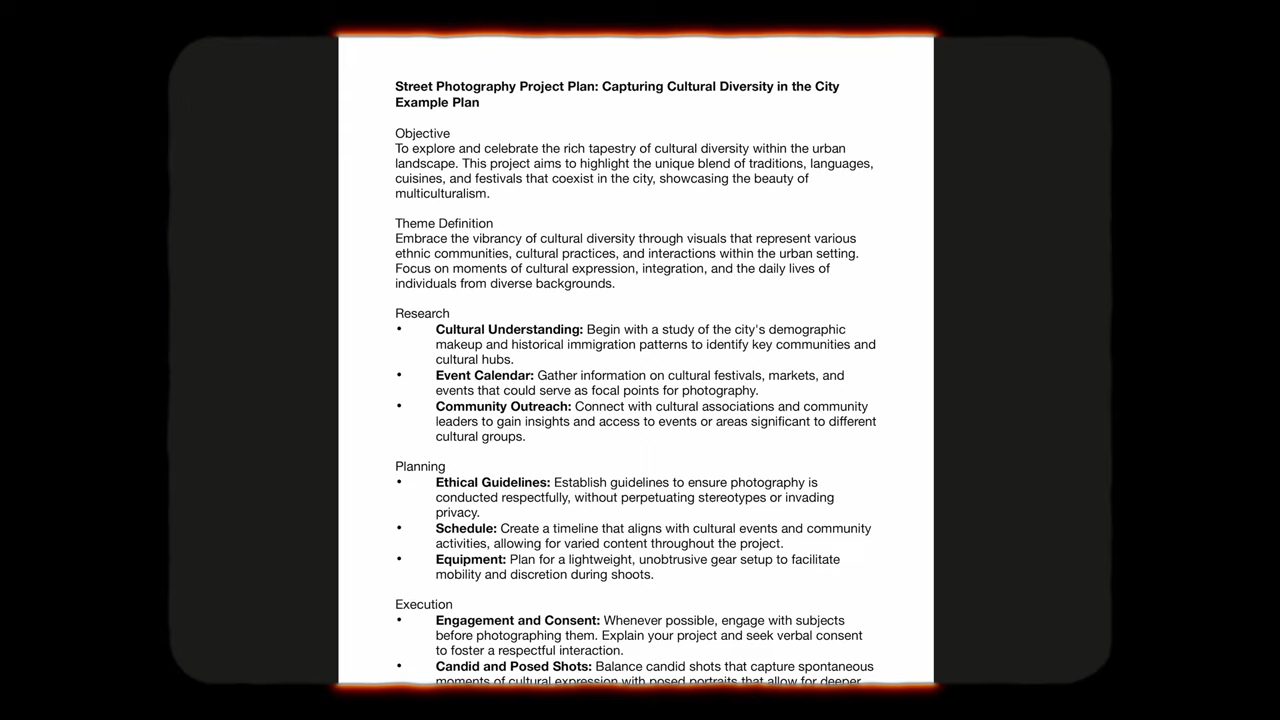 Street Photography Project Plan: Capturing Cultural Diversity in the City
Example Plan
Objective
To explore and celebrate the rich tapestry of cultural diversity within the urban
landscape. This project aims to highlight the unique blend of traditions, languages,
cuisines, and festivals that coexist in the city, showcasing the beauty of
multiculturalism.
Theme Definition
Embrace the vibrancy of cultural diversity through visuals that represent various
ethnic communities, cultural practices, and interactions within the urban setting.
Focus on moments of cultural expression, integration, and the daily lives of
individuals from diverse backgrounds.
Research
• Cultural Understanding: Begin with a study of the city's demographic
makeup and historical immigration patterns to identify key communities and
cultural hubs.
• Event Calendar: Gather information on cultural festivals, markets, and
events that could serve as focal points for photography.
• Community Outreach: Connect with cultural associations and community
leaders to gain insights and access to events or areas significant to different
cultural groups.
Planning
• Ethical Guidelines: Establish guidelines to ensure photography is
conducted respectfully, without perpetuating stereotypes or invading
privacy.
• Schedule: Create a timeline that aligns with cultural events and community
activities, allowing for varied content throughout the project.
• Equipment: Plan for a lightweight, unobtrusive gear setup to facilitate
mobility and discretion during shoots.
Execution
• Engagement and Consent: Whenever possible, engage with subjects
before photographing them. Explain your project and seek verbal consent
to foster a respectful interaction.
• Candid and Posed Shots: Balance candid shots that capture spontaneous
moments of cultural expression with posed portraits that allow for deeper